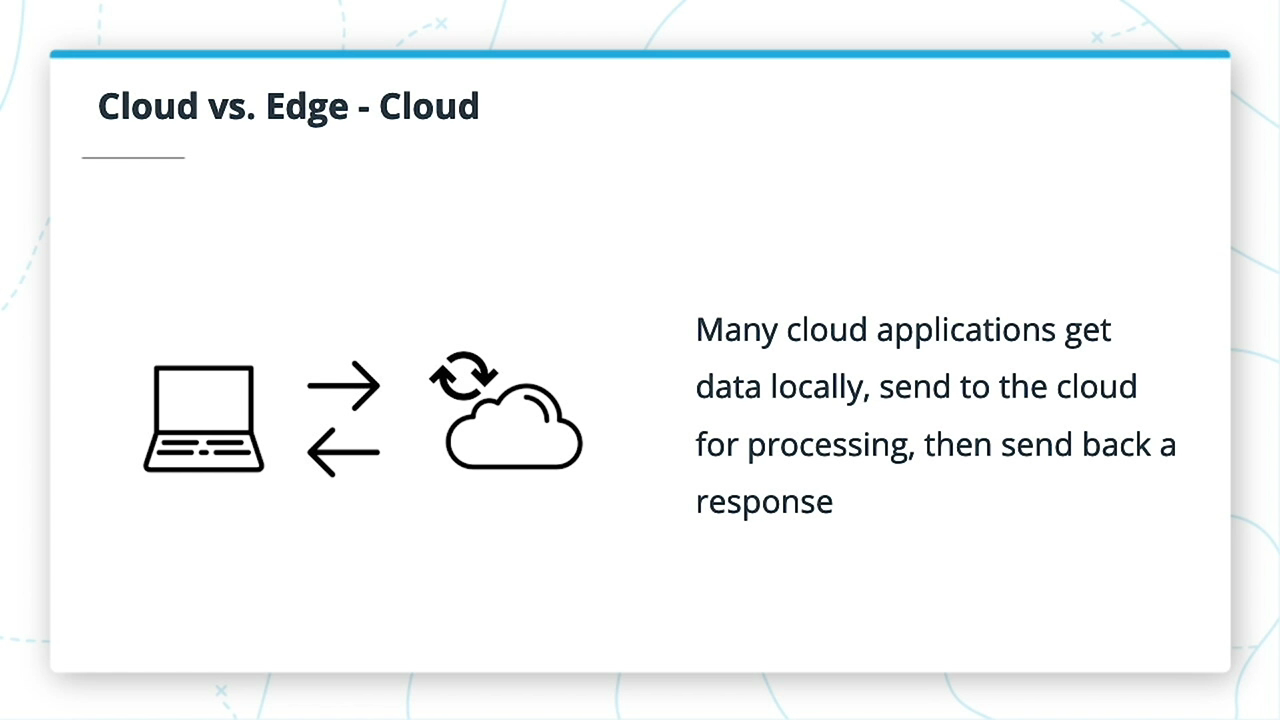 Cloud vs. Edge - Cloud
Many cloud applications get
data locally, send to the cloud
for processing, then send back a
response